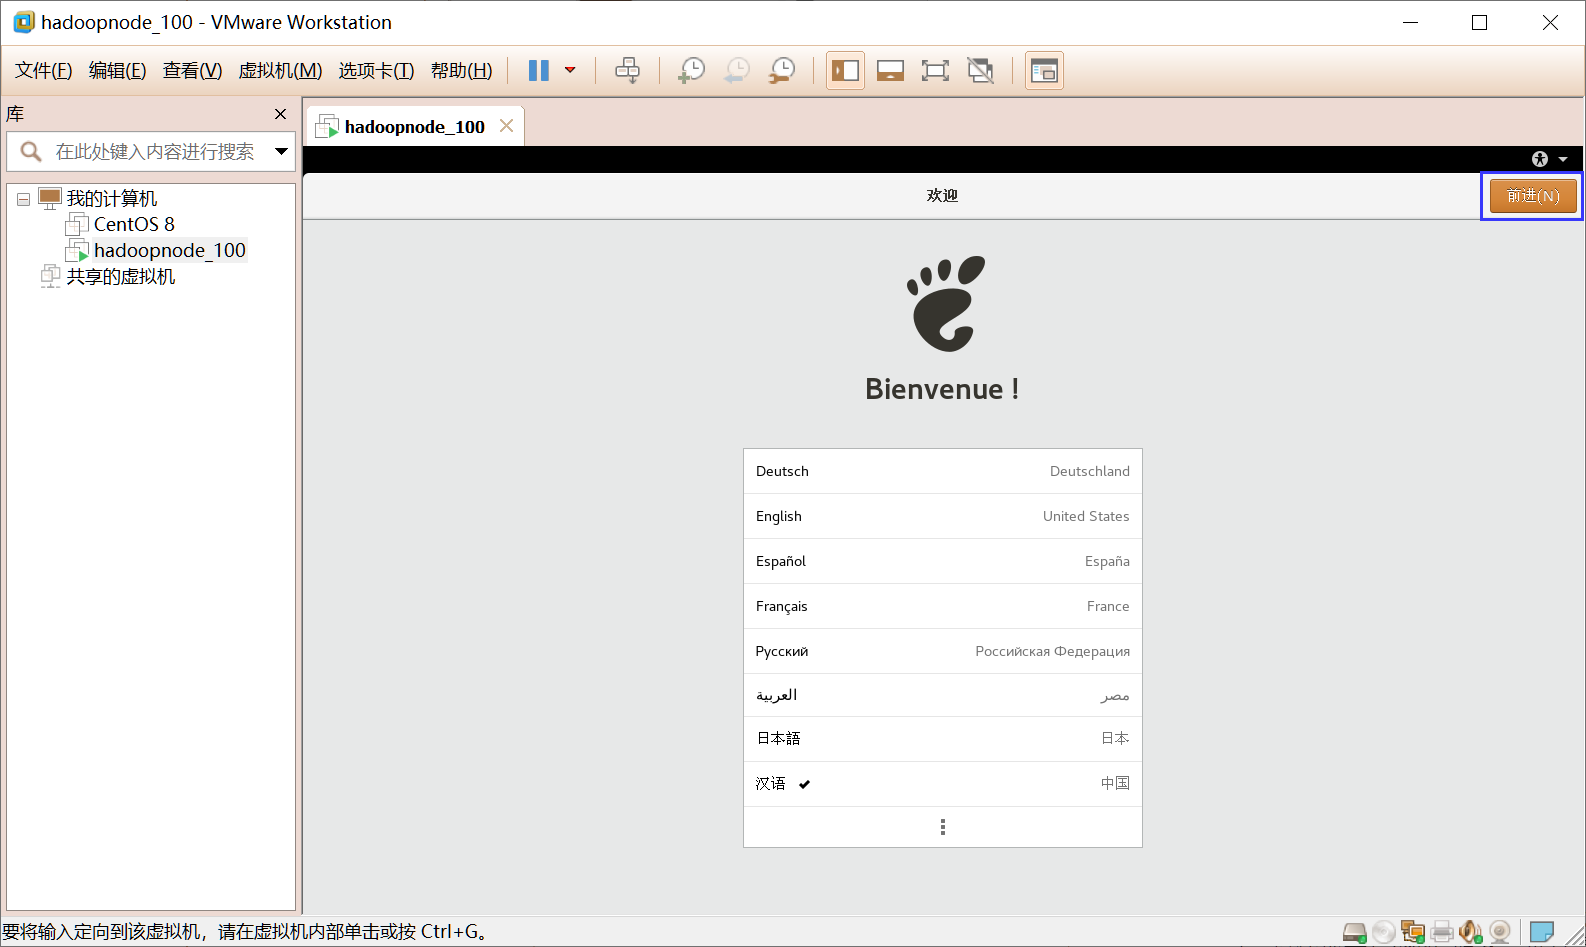 hadoopnode_100 - VMware Workstation
文件(F) 编辑(E) 查看(V) 虚拟机(M) 选项卡(T) 帮助(H)
库
在此处键入内容进行搜索
我的计算机
CentOS 8
hadoopnode_100
共享的虚拟机
hadoopnode_100
欢迎
前进(N)
Bienvenue !
Deutsch Deutschland
English United States
Español España
Français France
Русский Российская Федерация
العربية مصر
日本語 日本
汉语 中国
要将输入定向到该虚拟机，请在虚拟机内部单击或按 Ctrl+G。